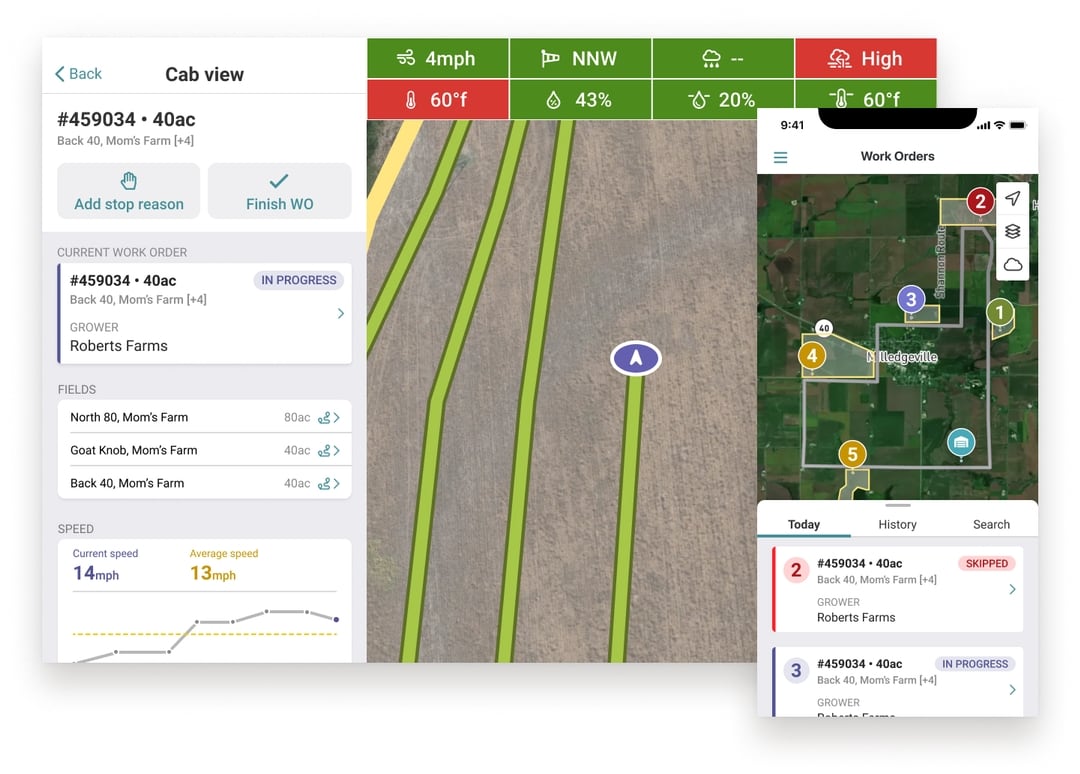 Back
Cab view
#459034 • 40ac
Back 40, Mom's Farm [+4]
Add stop reason
Finish WO
CURRENT WORK ORDER
#459034 • 40ac
IN PROGRESS
Back 40, Mom's Farm [+4]
GROWER
Roberts Farms
FIELDS
North 80, Mom's Farm 80ac
Goat Knob, Mom's Farm 40ac
Back 40, Mom's Farm 40ac
SPEED
Current speed Average speed
14mph 13mph
4mph NNW -- High
60°f 43% 20% 60°f
9:41
Work Orders
2
Shannon Route
3
1
40
4
Milledgeville
5
Today History Search
2
#459034 • 40ac
SKIPPED
Back 40, Mom's Farm [+4]
GROWER
Roberts Farms
3
#459034 • 40ac
IN PROGRESS
Back 40, Mom's Farm [+4]
GROWER
Roberts Farms